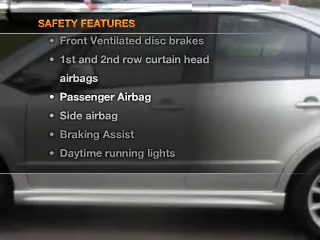 SAFETY FEATURES
• Front Ventilated disc brakes
• 1st and 2nd row curtain head
airbags
• Passenger Airbag
• Side airbag
• Braking Assist
• Daytime running lights